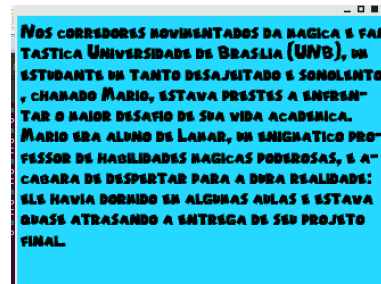 Nos corredores movimentados da magica e fan
tastica Universidade de Brasлia (UNB), um
estudante um tanto desajeitado e sonolento
, chamado Mario, estava prestes a enfren-
tar o maior desafio de sua vida academica.
Mario era aluno de Lamar, um enigmatico pro-
fessor de habilidades magicas poderosas, e a-
cabara de despertar para a dura realidade:
ele havia dormido em algumas aulas e estava
quase atrasando a entrega de seu projeto
final.